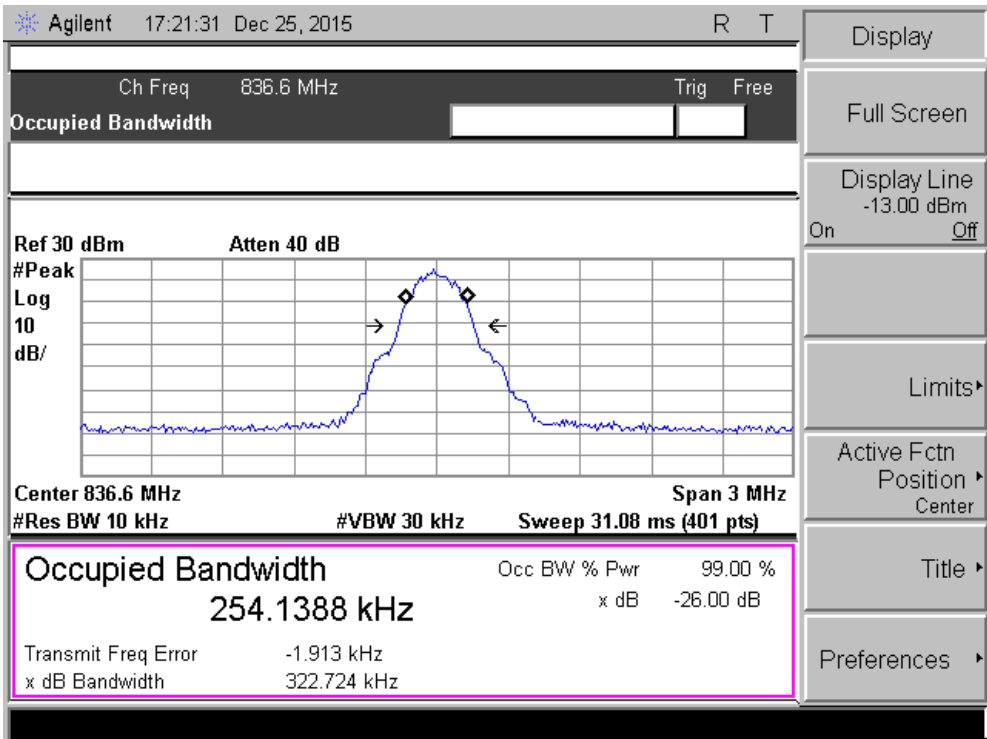 Agilent 17:21:31 Dec 25, 2015 R T
Ch Freq 836.6 MHz Trig Free
Occupied Bandwidth
Ref 30 dBm Atten 40 dB
#Peak
Log
10
dB/
Center 836.6 MHz Span 3 MHz
#Res BW 10 kHz #VBW 30 kHz Sweep 31.08 ms (401 pts)
Occupied Bandwidth Occ BW % Pwr 99.00 %
254.1388 kHz x dB -26.00 dB
Transmit Freq Error -1.913 kHz
x dB Bandwidth 322.724 kHz
Display
Full Screen
Display Line
-13.00 dBm
On Off
Limits
Active Fctn
Position
Center
Title
Preferences